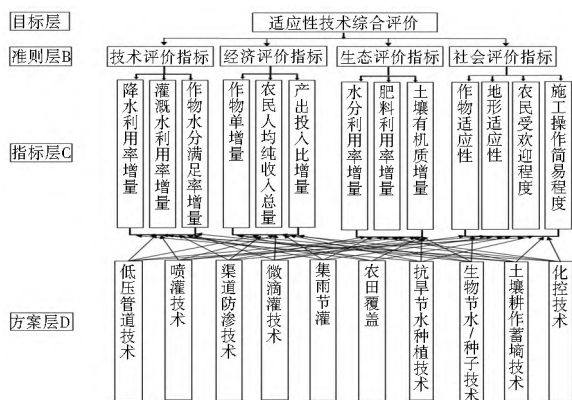 目标层
适应性技术综合评价
准则层B
技术评价指标
经济评价指标
生态评价指标
社会评价指标
指标层C
降水利用率增量
灌溉水利用率增量
作物水分满足率增量
作物单增量
农民人均纯收入总量
产出投入比增量
水分利用率增量
肥料利用率增量
土壤有机质增量
作物适应性
地形适应性
农民受欢迎程度
施工操作简易程度
方案层D
低压管道技术
喷灌技术
渠道防渗技术
微滴灌技术
集雨节灌
农田覆盖
抗旱节水种植技术
生物节水/种子技术
土壤耕作蓄墒技术
化控技术